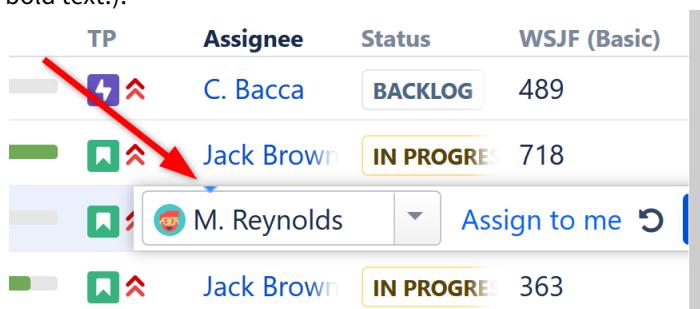 bold text.).
TP Assignee Status WSJF (Basic)
C. Bacca BACKLOG 489
Jack Brown IN PROGRES 718
M. Reynolds Assign to me
Jack Brown IN PROGRES 363